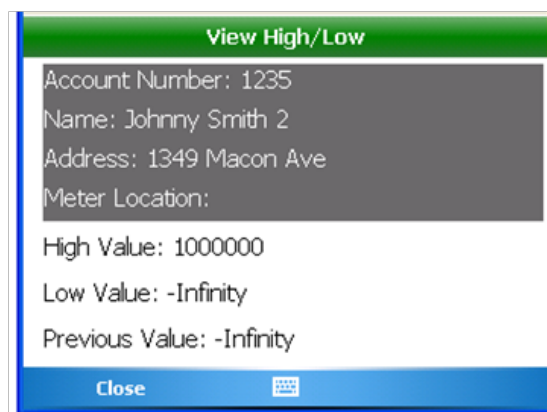 View High/Low
Account Number: 1235
Name: Johnny Smith 2
Address: 1349 Macon Ave
Meter Location:
High Value: 1000000
Low Value: -Infinity
Previous Value: -Infinity
Close